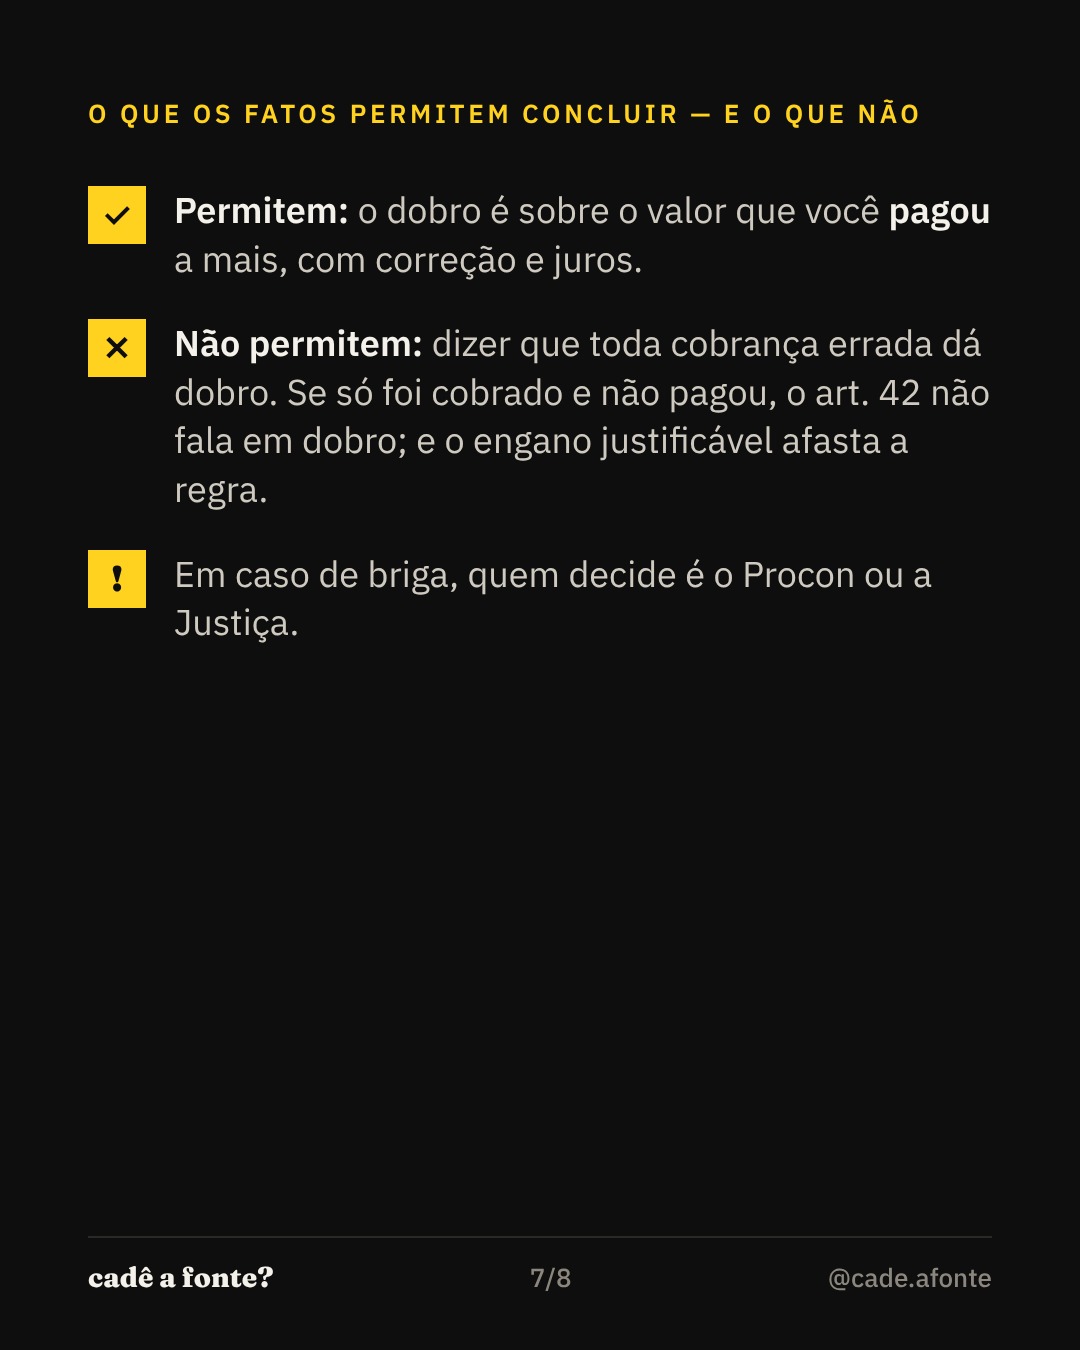 O QUE OS FATOS PERMITEM CONCLUIR — E O QUE NÃO
Permitem: o dobro é sobre o valor que você pagou
a mais, com correção e juros.
Não permitem: dizer que toda cobrança errada dá
dobro. Se só foi cobrado e não pagou, o art. 42 não
fala em dobro; e o engano justificável afasta a
regra.
! Em caso de briga, quem decide é o Procon ou a
Justiça.
cadê a fonte? 7/8 @cade.afonte